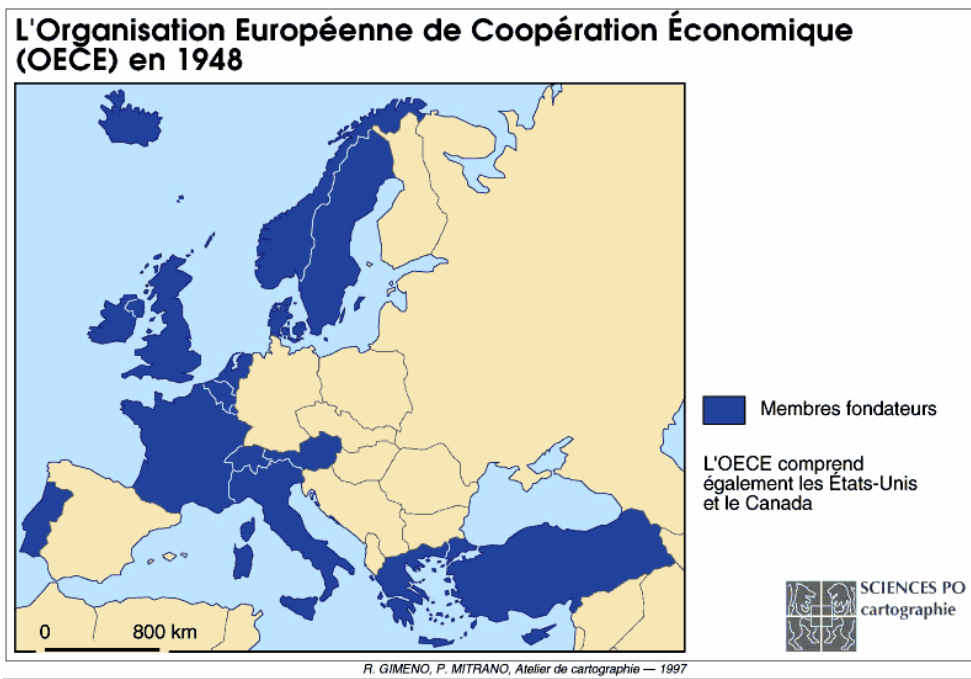 L'Organisation Européenne de Coopération Économique
(OECE) en 1948
Membres fondateurs
L'OECE comprend
également les États-Unis
et le Canada
SCIENCES PO
cartographie
0 800 km
R. GIMENO, P. MITRANO, Atelier de cartographie — 1997